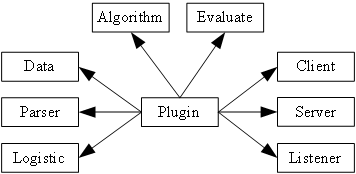 Algorithm
Evaluate
Data
Client
Parser
Plugin
Server
Logistic
Listener